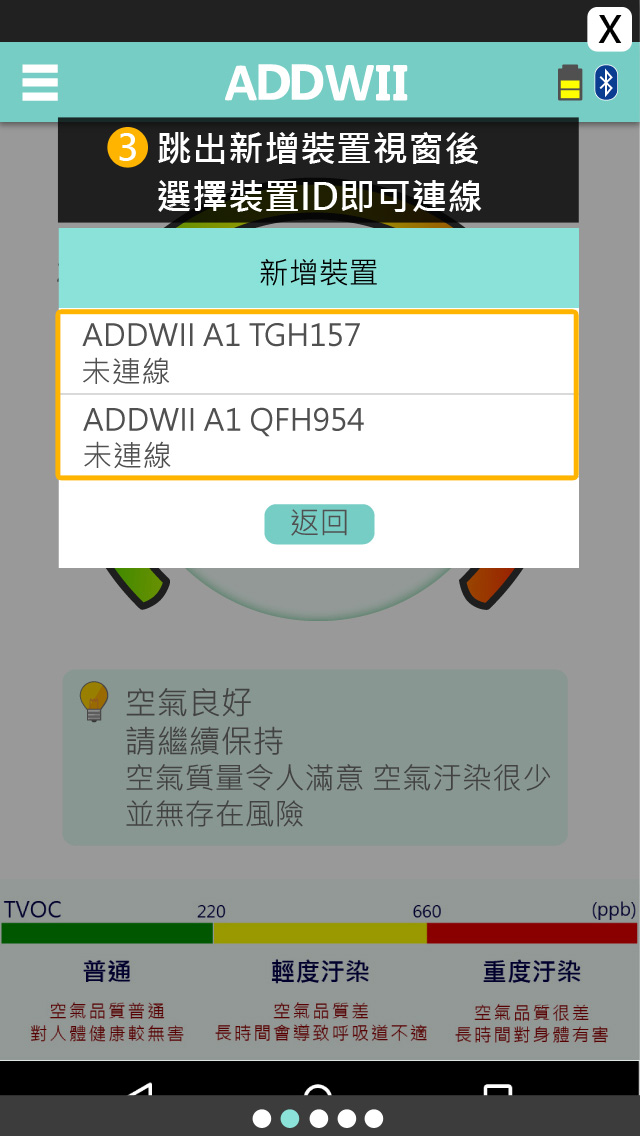 X
ADDWII
3 跳出新增裝置視窗後
選擇裝置ID即可連線
新增裝置
ADDWII A1 TGH157
未連線
ADDWII A1 QFH954
未連線
返回
空氣良好
請繼續保持
空氣質量令人滿意 空氣汙染很少
並無存在風險
TVOC 220 660 (ppb)
普通 輕度汙染 重度汙染
空氣品質普通 空氣品質差 空氣品質很差
對人體健康較無害 長時間會導致呼吸道不適 長時間對身體有害